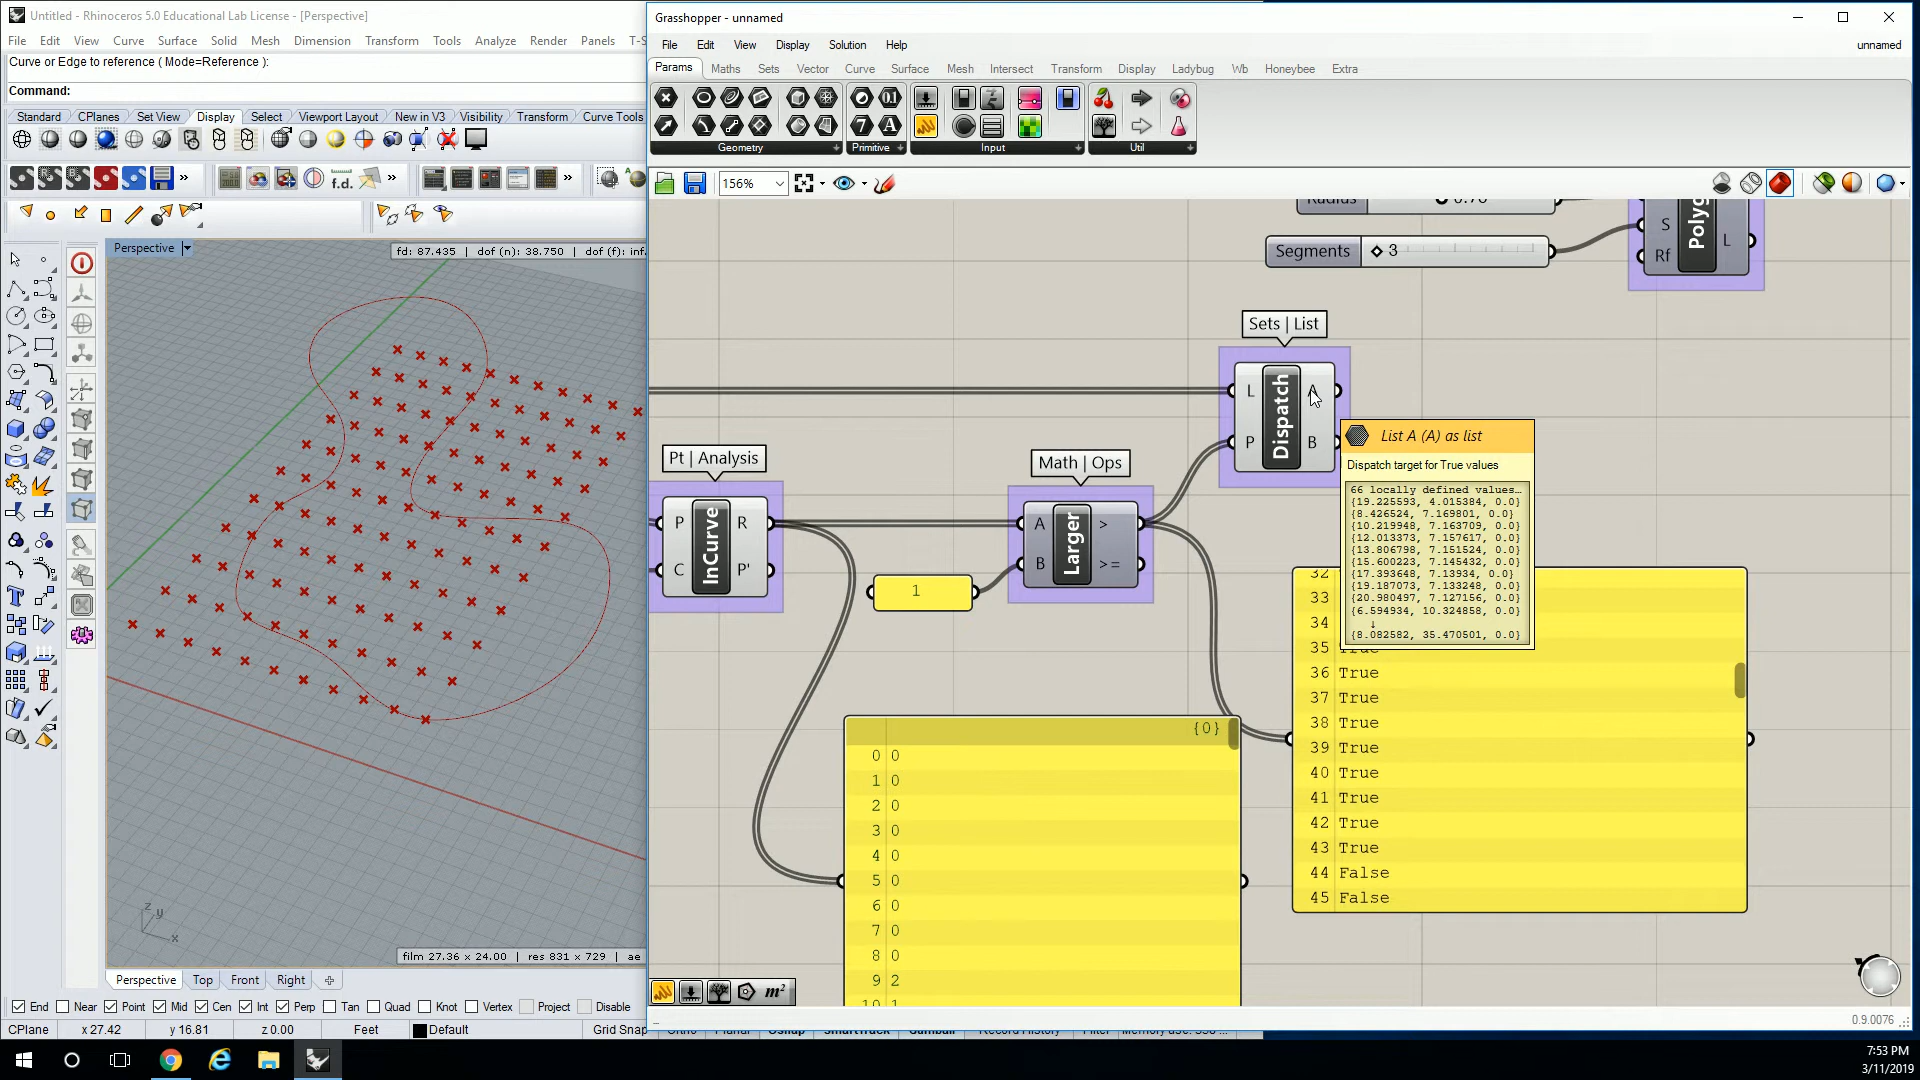 Untitled - Rhinoceros 5.0 Educational Lab License - [Perspective]
File Edit View Curve Surface Solid Mesh Dimension Transform Tools Analyze Render Panels T-S
Curve or Edge to reference ( Mode=Reference ):
Command:
Standard CPlanes Set View Display Select Viewport Layout New in V3 Visibility Transform Curve Tools
f.d.
Perspective
fd: 87.435 | dof (n): 38.750 | dof (f): inf.
z
y
x
film 27.36 x 24.00 | res 831 x 729 | ae
Perspective Top Front Right
End Near Point Mid Cen Int Perp Tan Quad Knot Vertex Project Disable
CPlane x 27.42 y 16.81 z 0.00 Feet Default Grid Snap
Grasshopper - unnamed
File Edit View Display Solution Help
unnamed
Params Maths Sets Vector Curve Surface Mesh Intersect Transform Display Ladybug Wb Honeybee Extra
Geometry Primitive Input Util
156%
Radius 0.70
Segments 3
S
Rf
L
Sets | List
L
P
Dispatch
A
B
List A (A) as list
Dispatch target for True values
66 locally defined values…
{19.225593, 4.015384, 0.0}
{8.426524, 7.169801, 0.0}
{10.219948, 7.163709, 0.0}
{12.013373, 7.157617, 0.0}
{13.806798, 7.151524, 0.0}
{15.600223, 7.145432, 0.0}
{17.393648, 7.13934, 0.0}
{19.187073, 7.133248, 0.0}
{20.980497, 7.127156, 0.0}
{6.594934, 10.324858, 0.0}
↓
{8.082582, 35.470501, 0.0}
Pt | Analysis
P
C
InCurve
R
P'
Math | Ops
A
B
Larger
>
>=
1
{0}
0 0
1 0
2 0
3 0
4 0
5 0
6 0
7 0
8 0
9 2
10 1
32
33
34
35 True
36 True
37 True
38 True
39 True
40 True
41 True
42 True
43 True
44 False
45 False
m²
0.9.0076
7:53 PM
3/11/2019